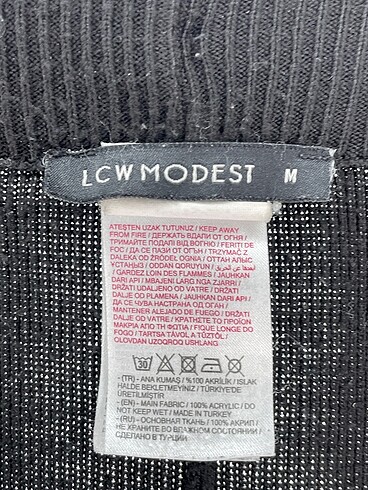 LCW MODEST M
ATEŞTEN UZAK TUTUNUZ / KEEP AWAY
FROM FIRE / ДЕРЖАТЬ ВДАЛИ ОТ ОГНЯ /
ТРИМАЙТЕ ПОДАЛІ ВІД ВОГНЮ / FERITI DE
FOC / ДА СЕ ПАЗИ ОТ ОГЪН / TRZYMAĆ Z
DALEKA OD ŹRÓDEŁ OGNIA / ОТТАН АЛЫС
ҰСТАҢЫЗ / ODDAN QORUYUN /
/ GARDEZ LOIN DES FLAMMES / JAUHKAN
DARI API / MBAJENI LARG NGA ZJARRI /
DRŽATI UDALJENO OD VATRE / DRŽATI
DALJE OD PLAMENA / JAUHKAN DARI API /
ДА СЕ ЧУВА НАСТРАНА ОД ОГАН /
MANTENER ALEJADO DE FUEGO / DRŽATI
DALJE OD VATRE / ΚΡΑΤΗΣΤΕ ΤΟ ΠΡΟΪΟΝ
ΜΑΚΡΙΑ ΑΠΟ ΤΗ ΦΩΤΙΑ / FIQUE LONGE DO
FOGO / TARTSA TÁVOL A TŰZTŐL /
OLOVDAN UZOQROQ USHLANG
30
- (TR) - ANA KUMAŞ / %100 AKRİLİK / ISLAK
HALDE BEKLETMEYİNİZ / TÜRKİYE'DE
ÜRETİLMİŞTİR
- (EN) - MAIN FABRIC / 100% ACRYLIC / DO
NOT KEEP WET / MADE IN TURKEY
- (RU) - ОСНОВНАЯ ТКАНЬ / 100% АКРИЛ /
НЕ ХРАНИТЬ ВО ВЛАЖНОМ СОСТОЯНИИ /
СДЕЛАНО В ТУРЦИИ